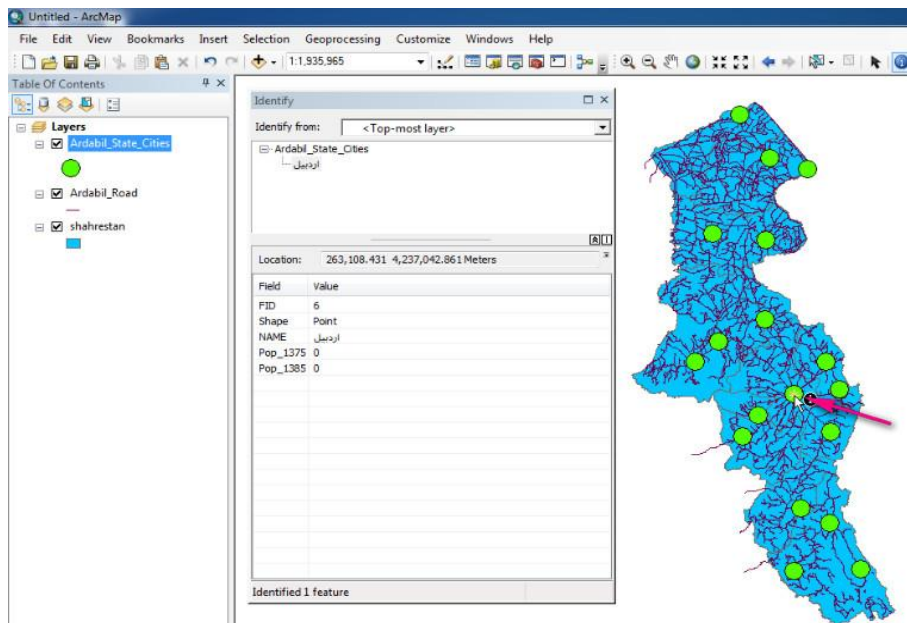 Untitled - ArcMap
File Edit View Bookmarks Insert Selection Geoprocessing Customize Windows Help
1:1,935,965
Table Of Contents
Layers
Ardabil_State_Cities
Ardabil_Road
shahrestan
Identify
Identify from: <Top-most layer>
Ardabil_State_Cities
اردبیل
Location: 263,108.431 4,237,042.861 Meters
Field Value
FID 6
Shape Point
NAME اردبیل
Pop_1375 0
Pop_1385 0
Identified 1 feature